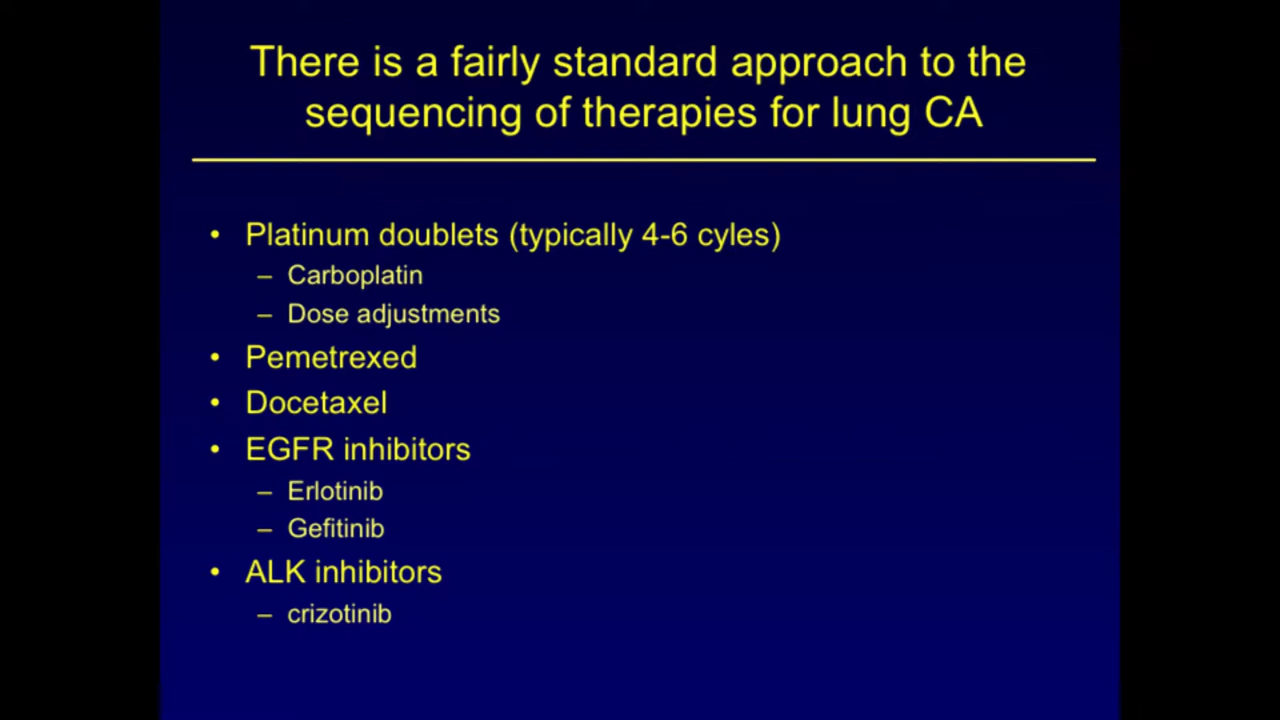 There is a fairly standard approach to the
sequencing of therapies for lung CA
• Platinum doublets (typically 4-6 cyles)
– Carboplatin
– Dose adjustments
• Pemetrexed
• Docetaxel
• EGFR inhibitors
– Erlotinib
– Gefitinib
• ALK inhibitors
– crizotinib